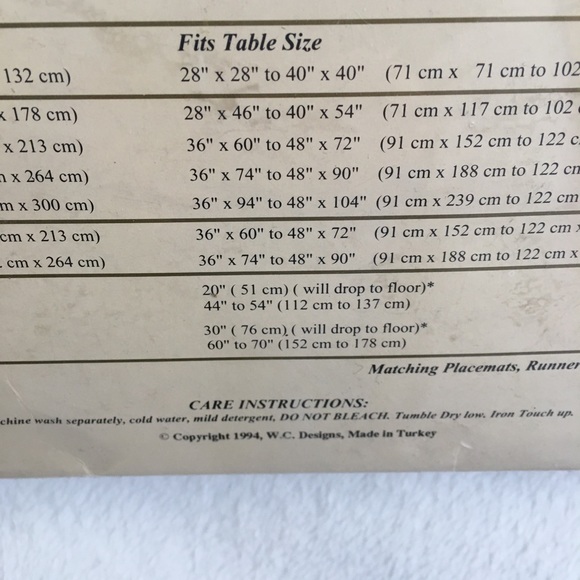 Fits Table Size
132 cm) 28" x 28" to 40" x 40" (71 cm x 71 cm to 102
x 178 cm) 28" x 46" to 40" x 54" (71 cm x 117 cm to 102
x 213 cm) 36" x 60" to 48" x 72" (91 cm x 152 cm to 122 c
x 264 cm) 36" x 74" to 48" x 90" (91 cm x 188 cm to 122 cm
m x 300 cm) 36" x 94" to 48" x 104" (91 cm x 239 cm to 122 cm
cm x 213 cm) 36" x 60" to 48" x 72" (91 cm x 152 cm to 122 cm x
cm x 264 cm) 36" x 74" to 48" x 90" (91 cm x 188 cm to 122 cm x
20" ( 51 cm) ( will drop to floor)*
44" to 54" (112 cm to 137 cm)
30" ( 76 cm) ( will drop to floor)*
60" to 70" (152 cm to 178 cm)
Matching Placemats, Runner
CARE INSTRUCTIONS:
chine wash separately, cold water, mild detergent, DO NOT BLEACH. Tumble Dry low. Iron Touch up.
© Copyright 1994, W.C. Designs, Made in Turkey